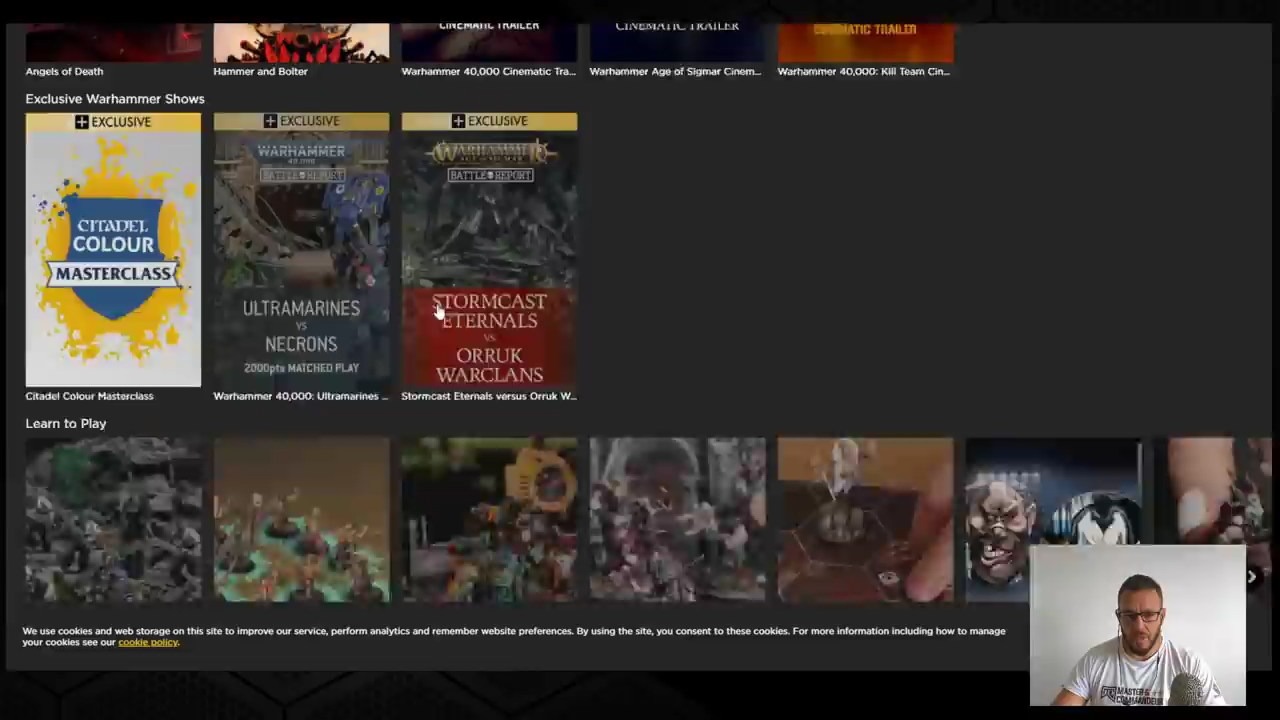 CINEMATIC TRAILER
CINEMATIC TRAILER
CINEMATIC TRAILER
Angels of Death
Hammer and Bolter
Warhammer 40,000 Cinematic Tra...
Warhammer Age of Sigmar Cinem...
Warhammer 40,000: Kill Team Cin...
Exclusive Warhammer Shows
EXCLUSIVE
CITADEL
COLOUR
MASTERCLASS
EXCLUSIVE
WARHAMMER
40,000
BATTLE REPORT
ULTRAMARINES
VS
NECRONS
2000pts MATCHED PLAY
EXCLUSIVE
WARHAMMER
BATTLE REPORT
STORMCAST
ETERNALS
VS
ORRUK
WARCLANS
Citadel Colour Masterclass
Warhammer 40,000: Ultramarines ...
Stormcast Eternals versus Orruk W...
Learn to Play
We use cookies and web storage on this site to improve our service, perform analytics and remember website preferences. By using the site, you consent to these cookies. For more information including how to manage
your cookies see our cookie policy.
MASTER
COMMANDER